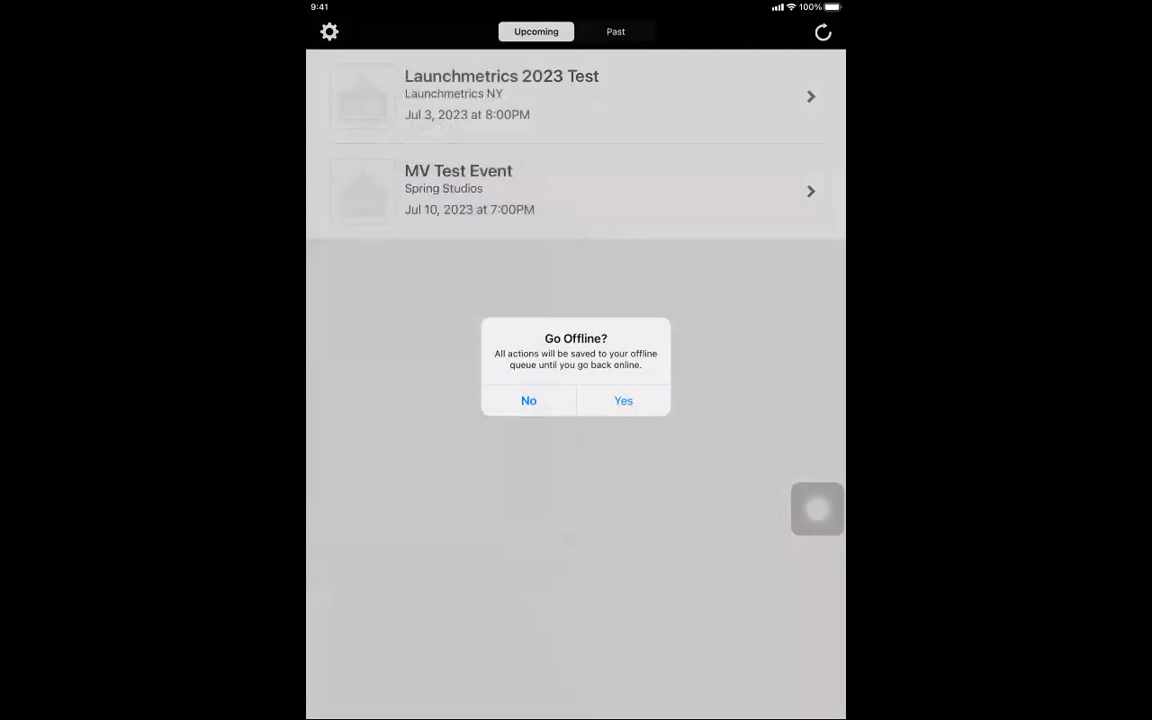 9:41
100%
Upcoming
Past
Launchmetrics 2023 Test
Launchmetrics NY
Jul 3, 2023 at 8:00PM
MV Test Event
Spring Studios
Jul 10, 2023 at 7:00PM
Go Offline?
All actions will be saved to your offline
queue until you go back online.
No
Yes